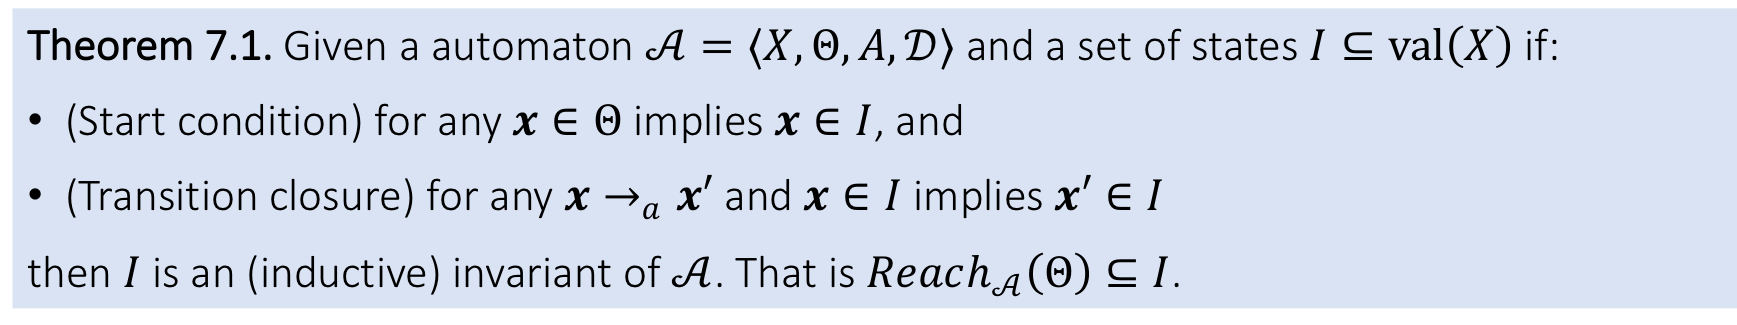 Theorem 7.1. Given a automaton 𝒜 = ⟨X, Θ, A, 𝒟⟩ and a set of states I ⊆ val(X) if:
• (Start condition) for any 𝒙 ∈ Θ implies 𝒙 ∈ I, and
• (Transition closure) for any 𝒙 →ₐ 𝒙′ and 𝒙 ∈ I implies 𝒙′ ∈ I
then I is an (inductive) invariant of 𝒜. That is Reach_𝒜(Θ) ⊆ I.